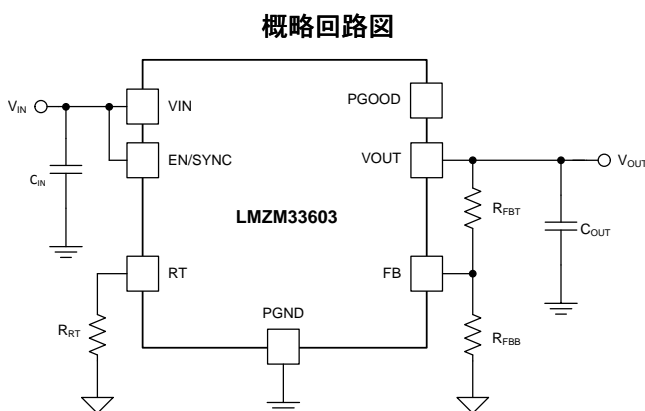 概略回路図
VIN
VIN
PGOOD
EN/SYNC
VOUT
VOUT
CIN
RFBT
COUT
LMZM33603
RT
FB
RRT
PGND
RFBB